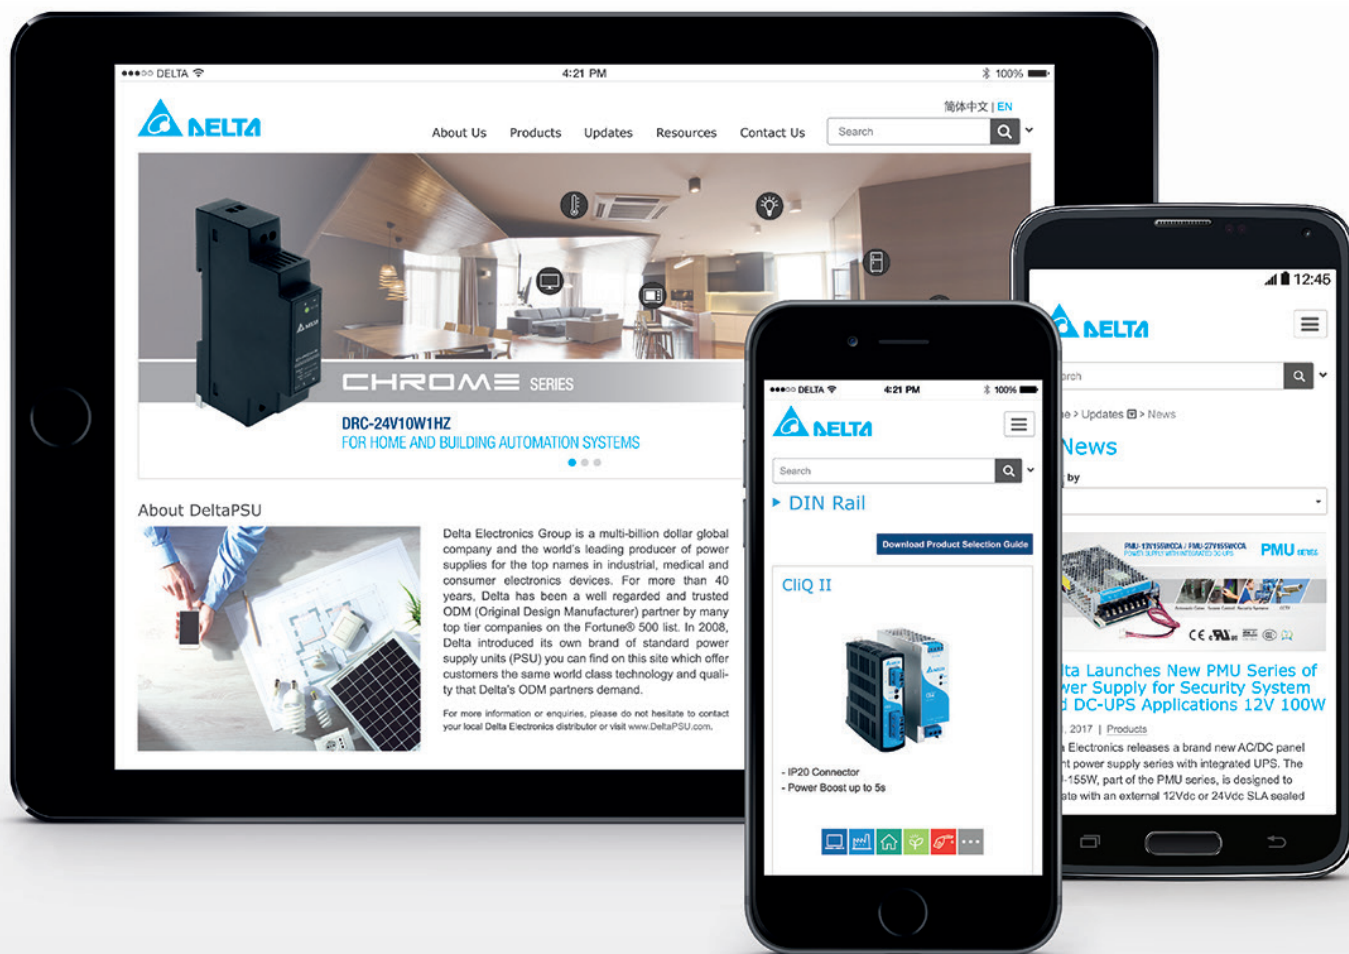 DELTA
4:21 PM
100%
简体中文 | EN
DELTA
About Us Products Updates Resources Contact Us
Search
CHROME SERIES
DRC-24V10W1HZ
FOR HOME AND BUILDING AUTOMATION SYSTEMS
About DeltaPSU
Delta Electronics Group is a multi-billion dollar global
company and the world's leading producer of power
supplies for the top names in industrial, medical and
consumer electronics devices. For more than 40
years, Delta has been a well regarded and trusted
ODM (Original Design Manufacturer) partner by many
top tier companies on the Fortune® 500 list. In 2008,
Delta introduced its own brand of standard power
supply units (PSU) you can find on this site which offer
customers the same world class technology and quali-
ty that Delta's ODM partners demand.
For more information or enquiries, please do not hesitate to contact
your local Delta Electronics distributor or visit www.DeltaPSU.com.
DELTA
4:21 PM
100%
DELTA
Search
DIN Rail
Download Product Selection Guide
CliQ II
- IP20 Connector
- Power Boost up to 5s
12:45
DELTA
> Updates > News
News
by
PMU SERIES
Launches New PMU Series of
Supply for Security System
DC-UPS Applications 12V 100W
2017 | Products
Electronics releases a brand new AC/DC panel
power supply series with integrated UPS. The
-155W, part of the PMU series, is designed to
with an external 12Vdc or 24Vdc SLA sealed